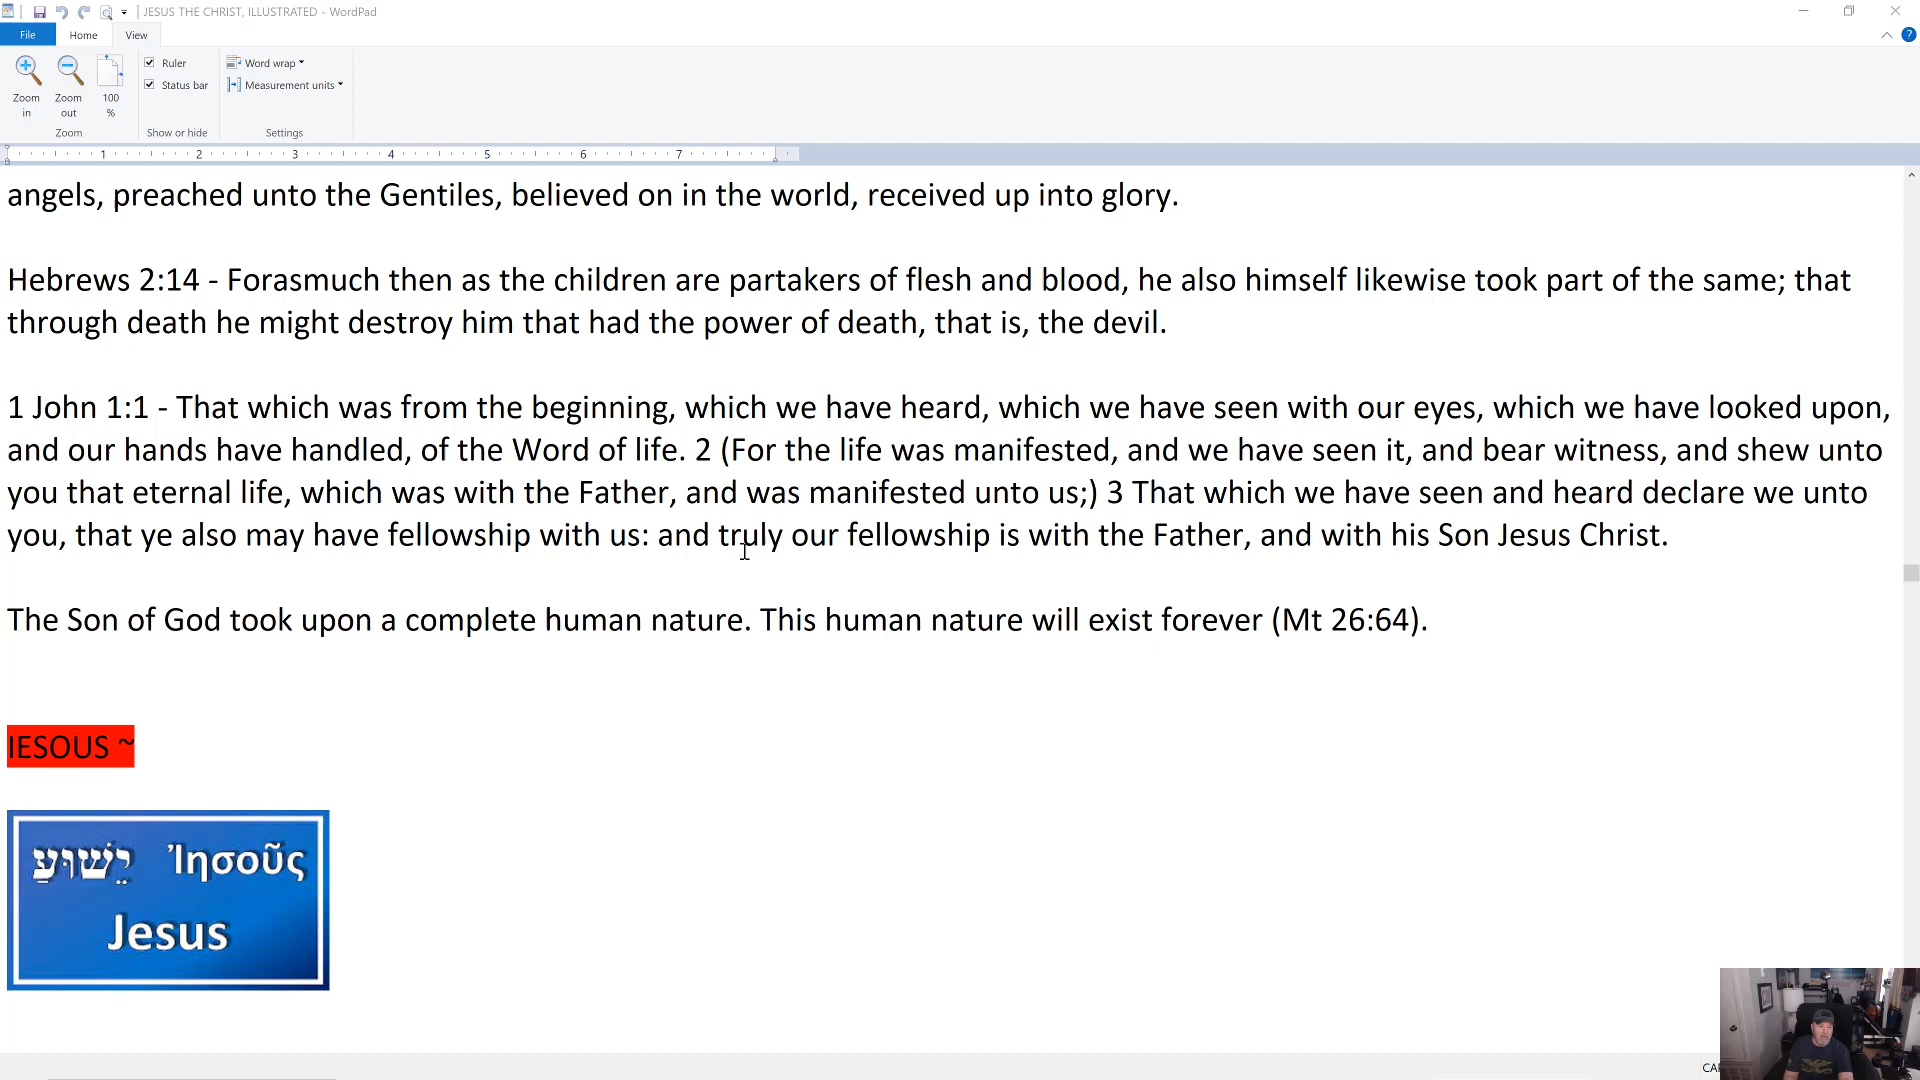 JESUS THE CHRIST, ILLUSTRATED - WordPad
File Home View
Zoom in
Zoom out
100 %
Ruler
Status bar
Word wrap
Measurement units
Zoom
Show or hide
Settings
1 2 3 4 5 6 7
angels, preached unto the Gentiles, believed on in the world, received up into glory.
Hebrews 2:14 - Forasmuch then as the children are partakers of flesh and blood, he also himself likewise took part of the same; that
through death he might destroy him that had the power of death, that is, the devil.
1 John 1:1 - That which was from the beginning, which we have heard, which we have seen with our eyes, which we have looked upon,
and our hands have handled, of the Word of life. 2 (For the life was manifested, and we have seen it, and bear witness, and shew unto
you that eternal life, which was with the Father, and was manifested unto us;) 3 That which we have seen and heard declare we unto
you, that ye also may have fellowship with us: and truly our fellowship is with the Father, and with his Son Jesus Christ.
The Son of God took upon a complete human nature. This human nature will exist forever (Mt 26:64).
IESOUS ~
יֵשׁוּעַ Ἰησοῦς
Jesus